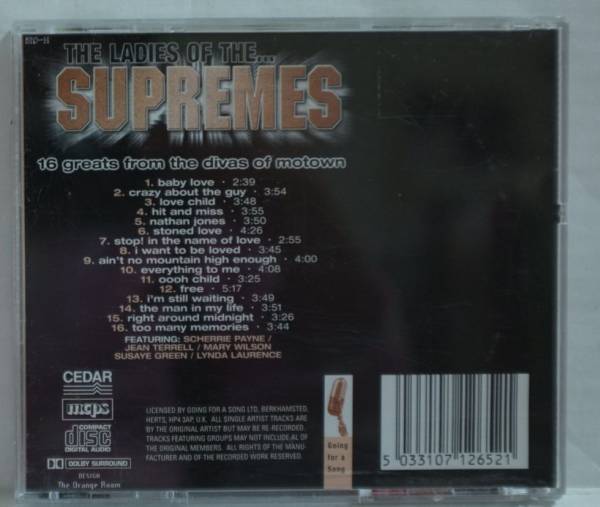 THE LADIES OF THE...
SUPREMES
16 greats from the divas of motown
1. baby love · 2:39
2. crazy about the guy · 3:54
3. love child · 3:48
4. hit and miss · 3:55
5. nathan jones · 3:50
6. stoned love · 4:26
7. stop! in the name of love · 2:55
8. i want to be loved · 3:45
9. ain't no mountain high enough · 4:00
10. everything to me · 4:08
11. oooh child · 3:25
12. free · 5:17
13. i'm still waiting · 3:49
14. the man in my life · 3:51
15. right around midnight · 3:26
16. too many memories · 3:44
FEATURING: SCHERRIE PAYNE /
JEAN TERRELL / MARY WILSON
SUSAYE GREEN / LYNDA LAURENCE
CEDAR
mcps
COMPACT
disc
DIGITAL AUDIO
DOLBY SURROUND
DESIGN
The Orange Room
LICENSED BY GOING FOR A SONG LTD, BERKHAMSTED,
HERTS, HP4 3AP, U.K. ALL SINGLE ARTIST TRACKS ARE
BY THE ORIGINAL ARTIST BUT MAY BE RE-RECORDED.
TRACKS FEATURING GROUPS MAY NOT INCLUDE AL OF
THE ORIGINAL MEMBERS. ALL RIGHTS OF THE MANU-
FACTURER AND OF THE RECORDED WORK RESERVED.
Going
for a
Song
5 033107 126521